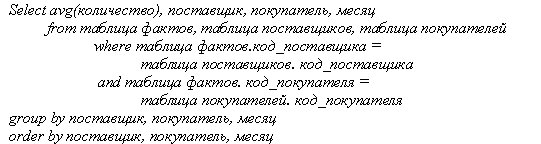 Select avg(количество), поставщик, покупатель, месяц
from таблица фактов, таблица поставщиков, таблица покупателей
where таблица фактов.код_поставщика =
таблица поставщиков. код_поставщика
and таблица фактов. код_покупателя =
таблица покупателей. код_покупателя
group by поставщик, покупатель, месяц
order by поставщик, покупатель, месяц